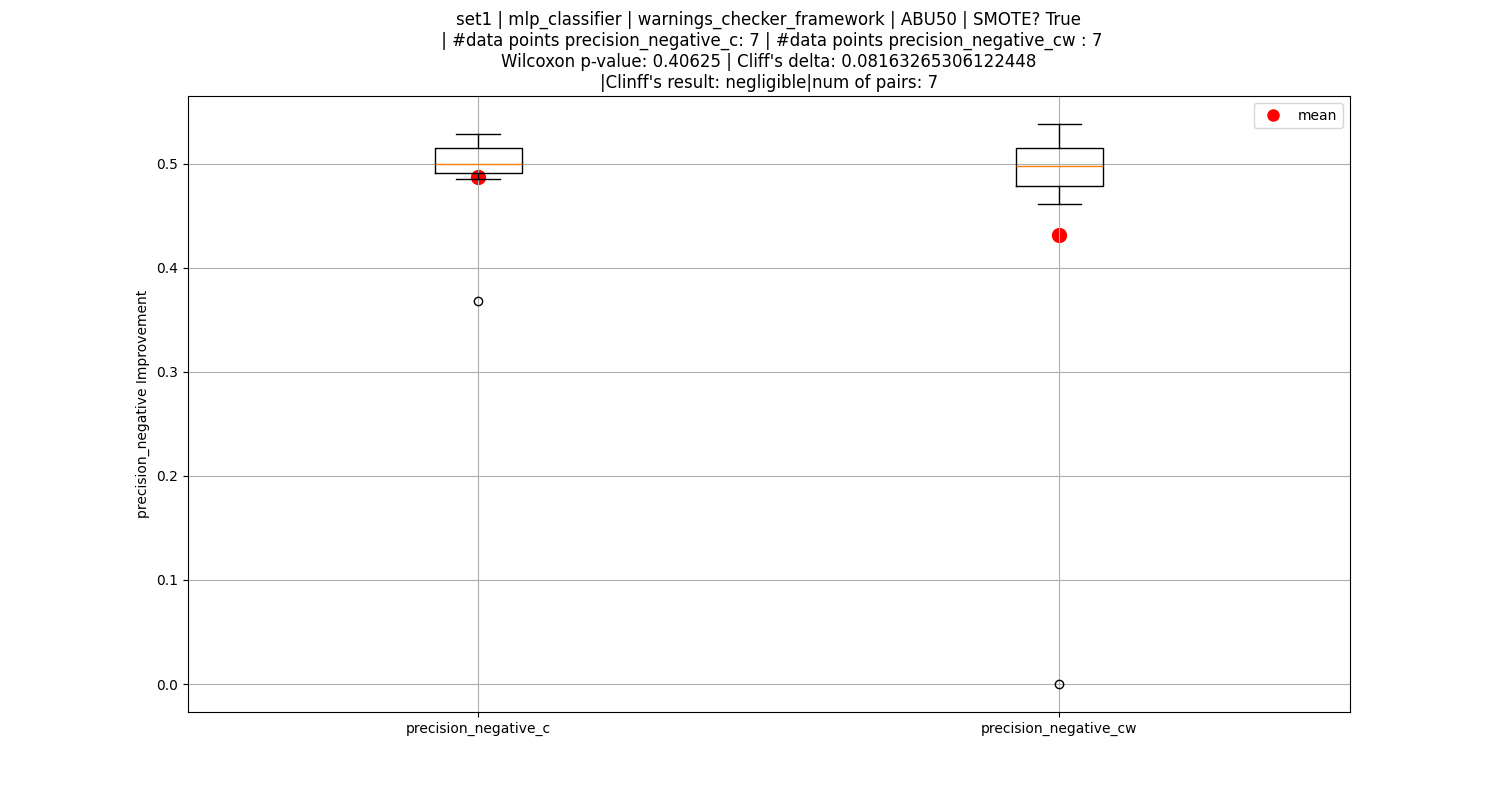 set1 | mlp_classifier | warnings_checker_framework | ABU50 | SMOTE? True
| #data points precision_negative_c: 7 | #data points precision_negative_cw : 7
Wilcoxon p-value: 0.40625 | Cliff's delta: 0.08163265306122448
|Clinff's result: negligible|num of pairs: 7
mean
precision_negative Improvement
0.5
0.4
0.3
0.2
0.1
0.0
precision_negative_c
precision_negative_cw